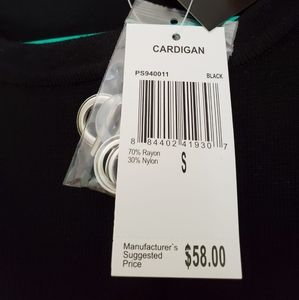 CARDIGAN
PS940011 BLACK
8 84402 41930 7
70% Rayon
30% Nylon
S
Manufacturer's
Suggested
Price
$58.00